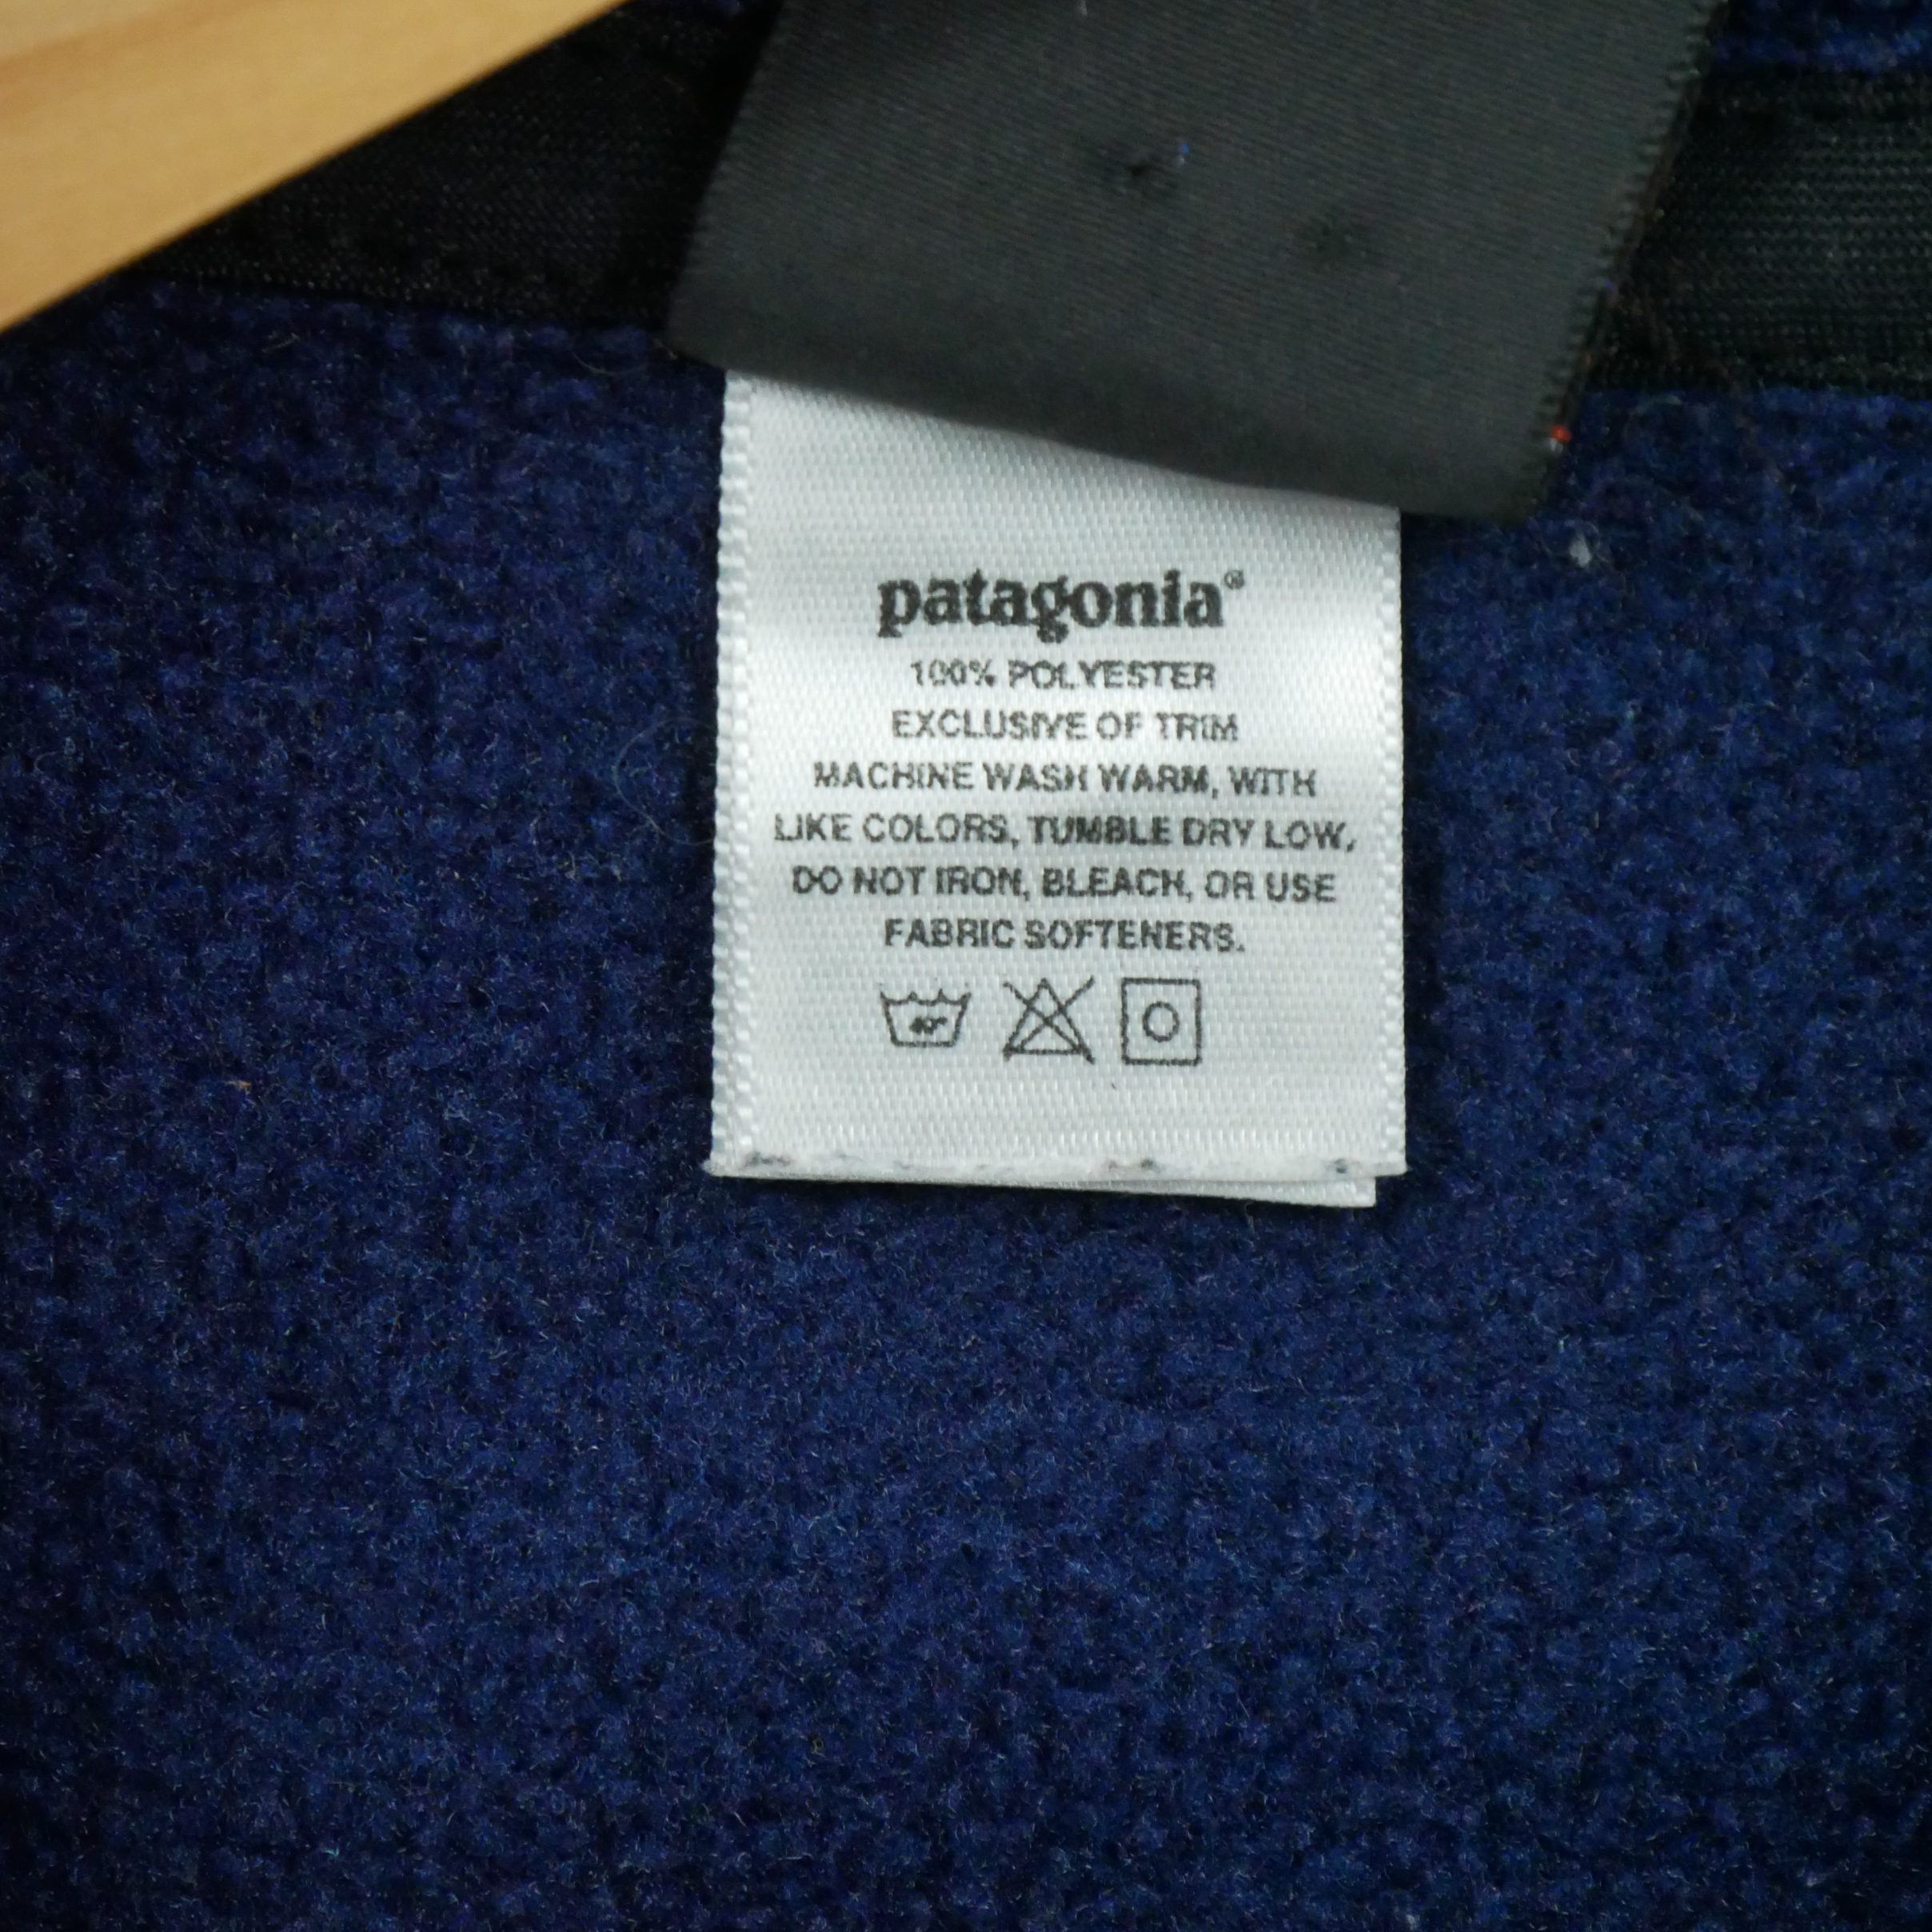 patagonia®
100% POLYESTER
EXCLUSIVE OF TRIM
MACHINE WASH WARM, WITH
LIKE COLORS, TUMBLE DRY LOW,
DO NOT IRON, BLEACH, OR USE
FABRIC SOFTENERS.
40°